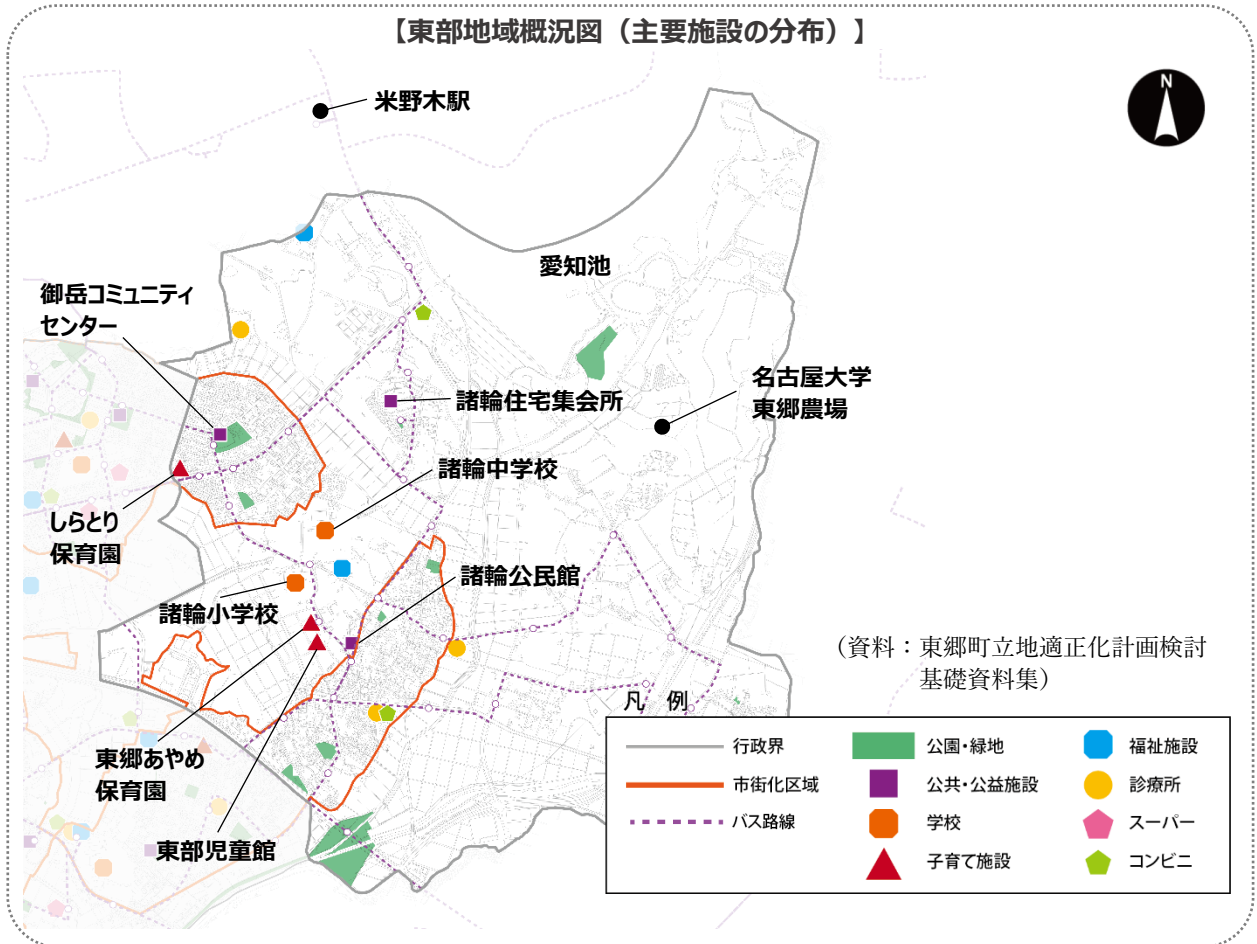 【東部地域概況図（主要施設の分布）】
米野木駅
N
愛知池
御岳コミュニティ
センター
名古屋大学
東郷農場
諸輪住宅集会所
諸輪中学校
しらとり
保育園
諸輪公民館
諸輪小学校
（資料：東郷町立地適正化計画検討
基礎資料集）
東郷あやめ
保育園
東部児童館
凡 例
行政界
公園・緑地
福祉施設
市街化区域
公共・公益施設
診療所
バス路線
学校
スーパー
子育て施設
コンビニ